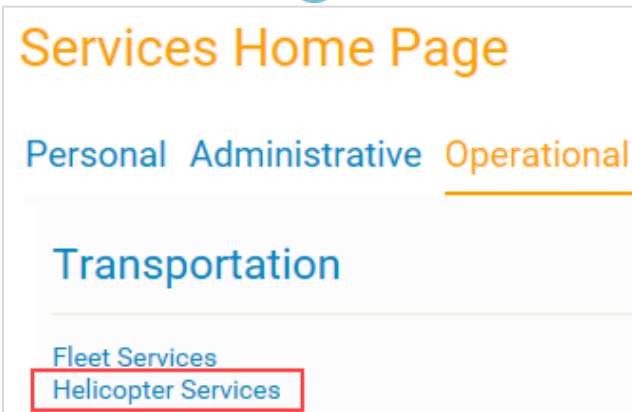 Services Home Page
Personal Administrative Operational
Transportation
Fleet Services
Helicopter Services